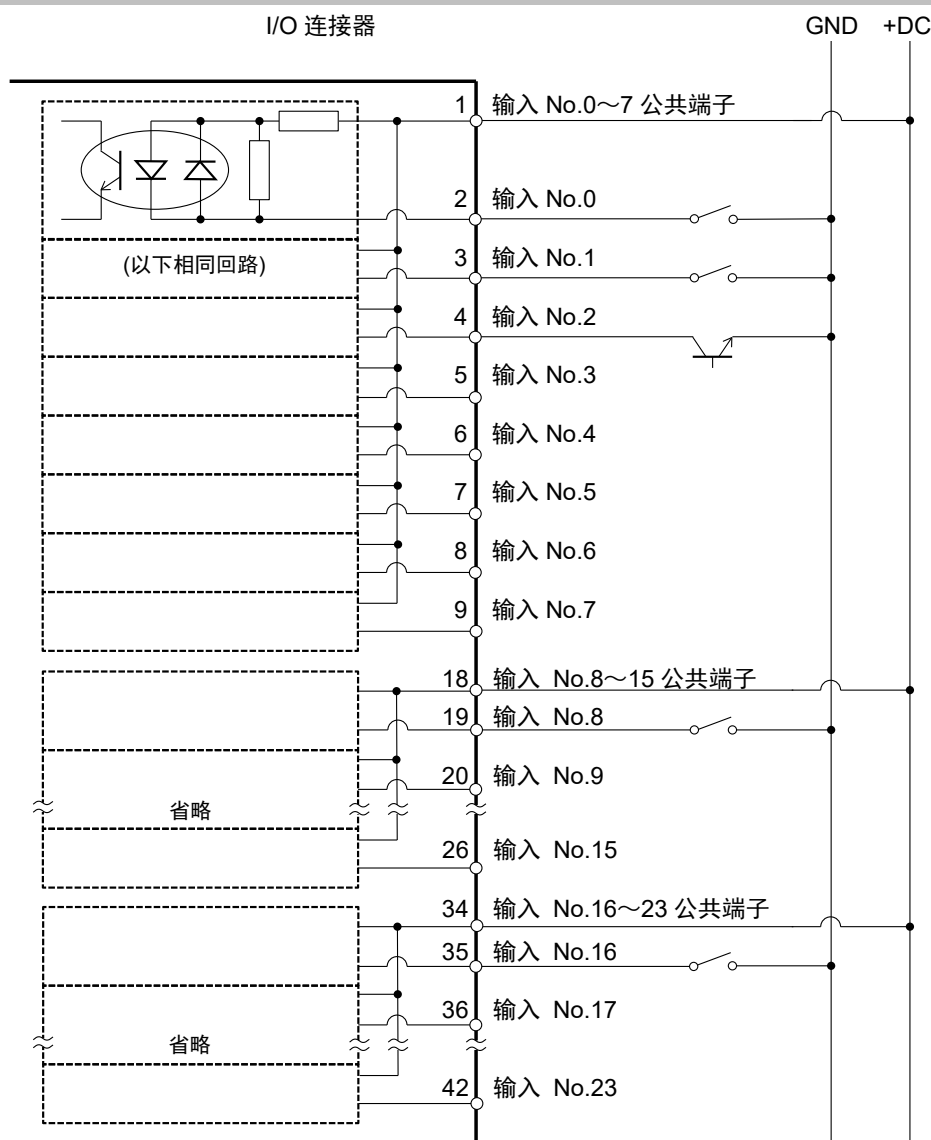 I/O 连接器 GND +DC
1 输入 No.0～7 公共端子
2 输入 No.0
(以下相同回路) 3 输入 No.1
4 输入 No.2
5 输入 No.3
6 输入 No.4
7 输入 No.5
8 输入 No.6
9 输入 No.7
18 输入 No.8～15 公共端子
19 输入 No.8
20 输入 No.9
省略
26 输入 No.15
34 输入 No.16～23 公共端子
35 输入 No.16
36 输入 No.17
省略
42 输入 No.23